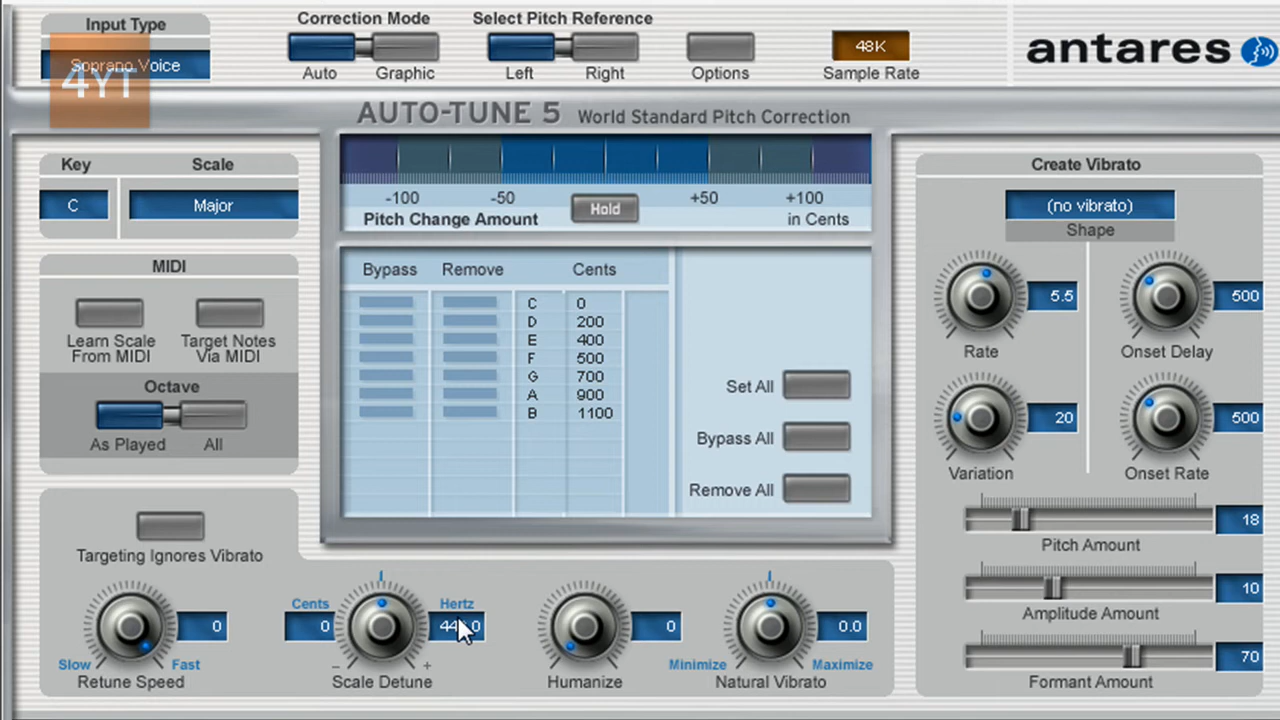 Input Type
Soprano Voice
4YT
Correction Mode
Auto
Graphic
Select Pitch Reference
Left
Right
Options
48K
Sample Rate
antares
AUTO-TUNE 5 World Standard Pitch Correction
Key
Scale
C
Major
MIDI
Learn Scale
From MIDI
Target Notes
Via MIDI
Octave
As Played
All
-100
-50
+50
+100
Hold
Pitch Change Amount
in Cents
Bypass
Remove
Cents
C 0
D 200
E 400
F 500
G 700
A 900
B 1100
Set All
Bypass All
Remove All
Create Vibrato
(no vibrato)
Shape
5.5
Rate
500
Onset Delay
20
Variation
500
Onset Rate
18
Pitch Amount
10
Amplitude Amount
70
Formant Amount
Targeting Ignores Vibrato
0
Slow
Fast
Retune Speed
Cents
0
Hertz
- +
Scale Detune
0
Humanize
0.0
Minimize
Maximize
Natural Vibrato